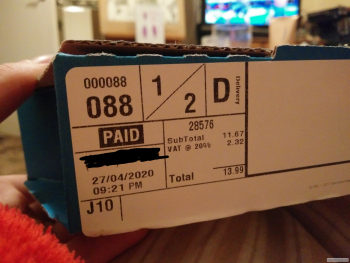 000088
088
1/2
D
Delivery
PAID
28576
SubTotal 11.67
VAT @ 20% 2.32
27/04/2020
09:21 PM
Total 13.99
J10